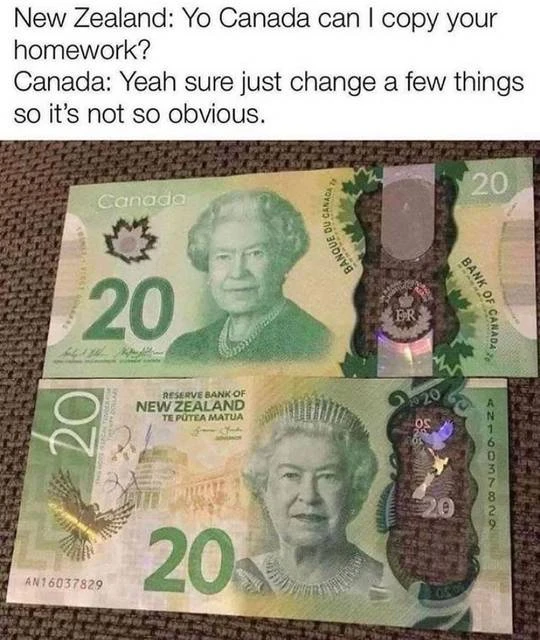 New Zealand: Yo Canada can I copy your
homework?
Canada: Yeah sure just change a few things
so it's not so obvious.
Canada
20
BANQUE DU CANADA
20
BANK OF CANADA
E R
20
RESERVE BANK OF
NEW ZEALAND
TE PŪTEA MATUA
GOVERNOR
20
AN16037829
20
20
AN16037829